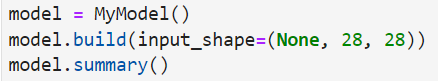 model = MyModel()
model.build(input_shape=(None, 28, 28))
model.summary()